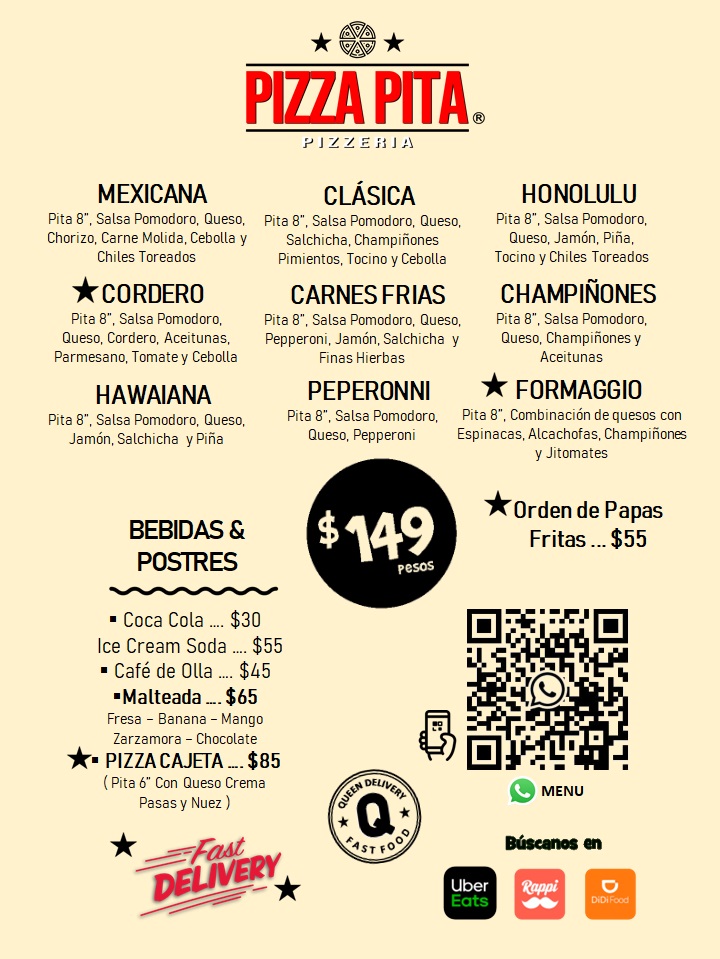 PIZZA PITA®
PIZZERIA
MEXICANA
Pita 8”, Salsa Pomodoro, Queso,
Chorizo, Carne Molida, Cebolla y
Chiles Toreados
CLÁSICA
Pita 8”, Salsa Pomodoro, Queso,
Salchicha, Champiñones
Pimientos, Tocino y Cebolla
HONOLULU
Pita 8”, Salsa Pomodoro,
Queso, Jamón, Piña,
Tocino y Chiles Toreados
★ CORDERO
Pita 8”, Salsa Pomodoro,
Queso, Cordero, Aceitunas,
Parmesano, Tomate y Cebolla
CARNES FRIAS
Pita 8”, Salsa Pomodoro, Queso,
Pepperoni, Jamón, Salchicha y
Finas Hierbas
CHAMPIÑONES
Pita 8”, Salsa Pomodoro,
Queso, Champiñones y
Aceitunas
HAWAIANA
Pita 8”, Salsa Pomodoro, Queso,
Jamón, Salchicha y Piña
PEPERONNI
Pita 8”, Salsa Pomodoro,
Queso, Pepperoni
★ FORMAGGIO
Pita 8”, Combinación de quesos con
Espinacas, Alcachofas, Champiñones
y Jitomates
$149
Pesos
★ Orden de Papas
Fritas ... $55
BEBIDAS &
POSTRES
▪ Coca Cola .... $30
Ice Cream Soda .... $55
▪ Café de Olla .... $45
▪Malteada .... $65
Fresa – Banana – Mango
Zarzamora – Chocolate
★▪ PIZZA CAJETA .... $85
( Pita 6” Con Queso Crema
Pasas y Nuez )
MENU
QUEEN DELIVERY
Q
FAST FOOD
Fast
DELIVERY
Búscanos en
Uber
Eats
Rappi
DiDi Food